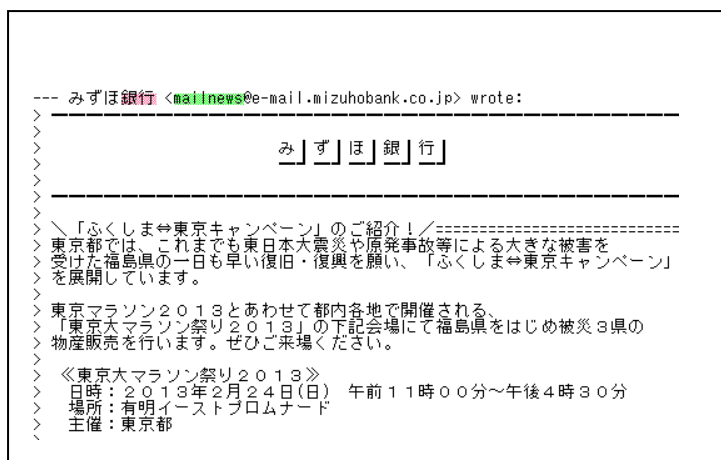 --- みずほ銀行 <mailnews@e-mail.mizuhobank.co.jp> wrote:
> ━━━━━━━━━━━━━━━━━━━━━━━━━━━━━━━━━━━
>
> み｜ず｜ほ｜銀｜行｜
>
>
> ━━━━━━━━━━━━━━━━━━━━━━━━━━━━━━━━━━━
>
> ＼「ふくしま⇔東京キャンペーン」のご紹介！／============================
> 東京都では、これまでも東日本大震災や原発事故等による大きな被害を
> 受けた福島県の一日も早い復旧・復興を願い、「ふくしま⇔東京キャンペーン」
> を展開しています。
>
> 東京マラソン２０１３とあわせて都内各地で開催される、
> 「東京大マラソン祭り２０１３」の下記会場にて福島県をはじめ被災３県の
> 物産販売を行います。ぜひご来場ください。
>
> ≪東京大マラソン祭り２０１３≫
> 日時：２０１３年２月２４日(日)　午前１１時００分～午後４時３０分
> 場所：有明イーストプロムナード
> 主催：東京都